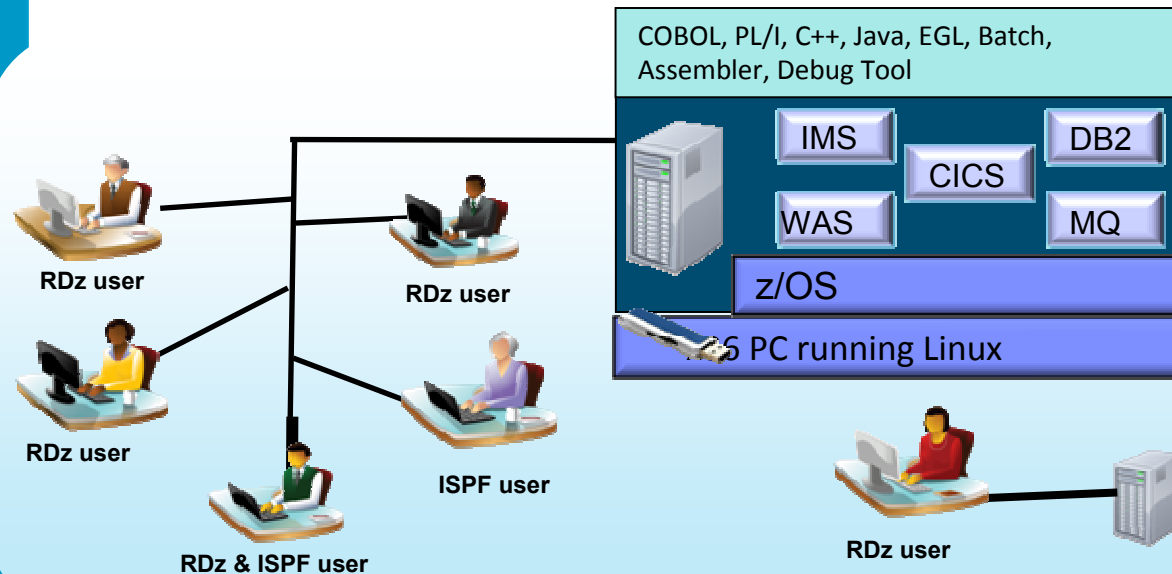 COBOL, PL/I, C++, Java, EGL, Batch,
Assembler, Debug Tool
IMS
DB2
CICS
WAS
MQ
z/OS
6 PC running Linux
RDz user
RDz user
RDz user
ISPF user
RDz & ISPF user
RDz user